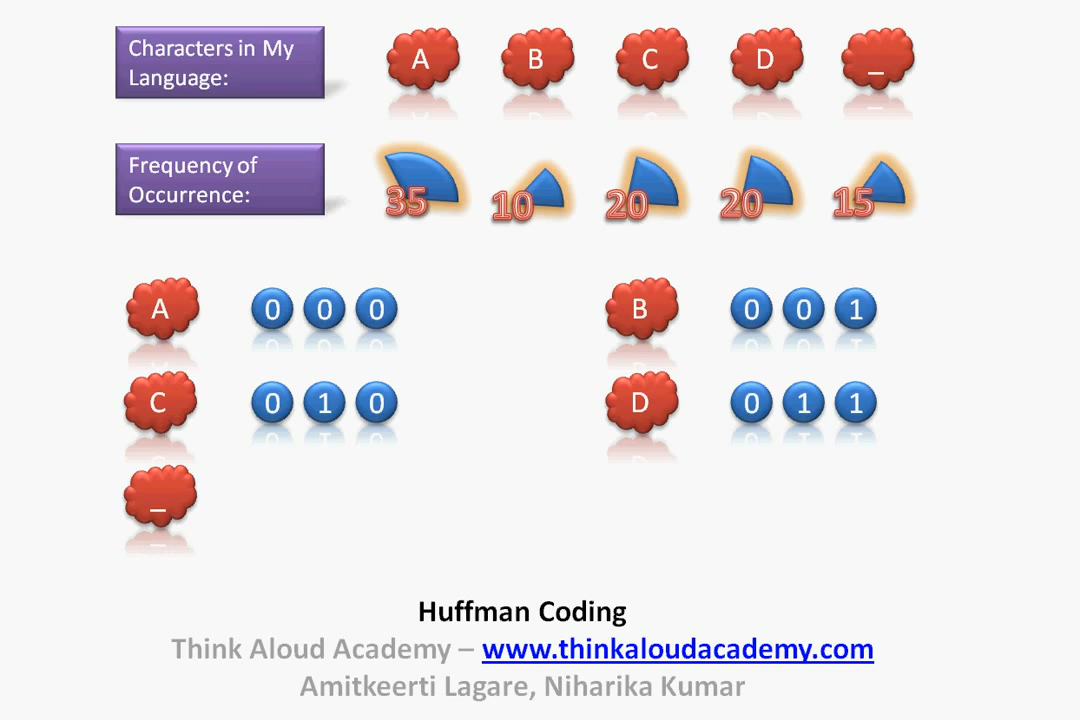 Characters in My
Language:
A B C D _
Frequency of
Occurrence:
35 10 20 20 15
A 0 0 0 B 0 0 1
C 0 1 0 D 0 1 1
_
Huffman Coding
Think Aloud Academy – www.thinkaloudacademy.com
Amitkeerti Lagare, Niharika Kumar